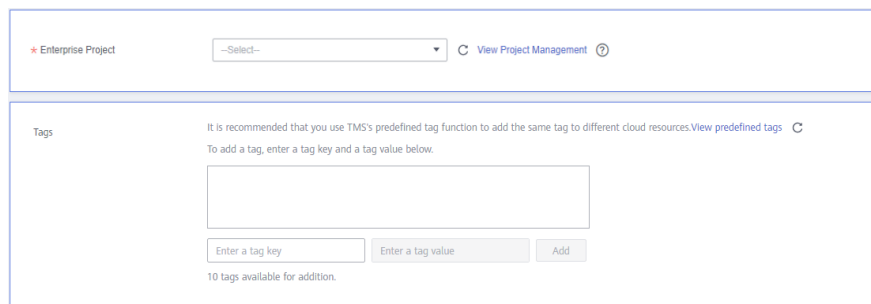 * Enterprise Project
--Select--
View Project Management ?
Tags
It is recommended that you use TMS's predefined tag function to add the same tag to different cloud resources.View predefined tags
To add a tag, enter a tag key and a tag value below.
Enter a tag key
Enter a tag value
Add
10 tags available for addition.